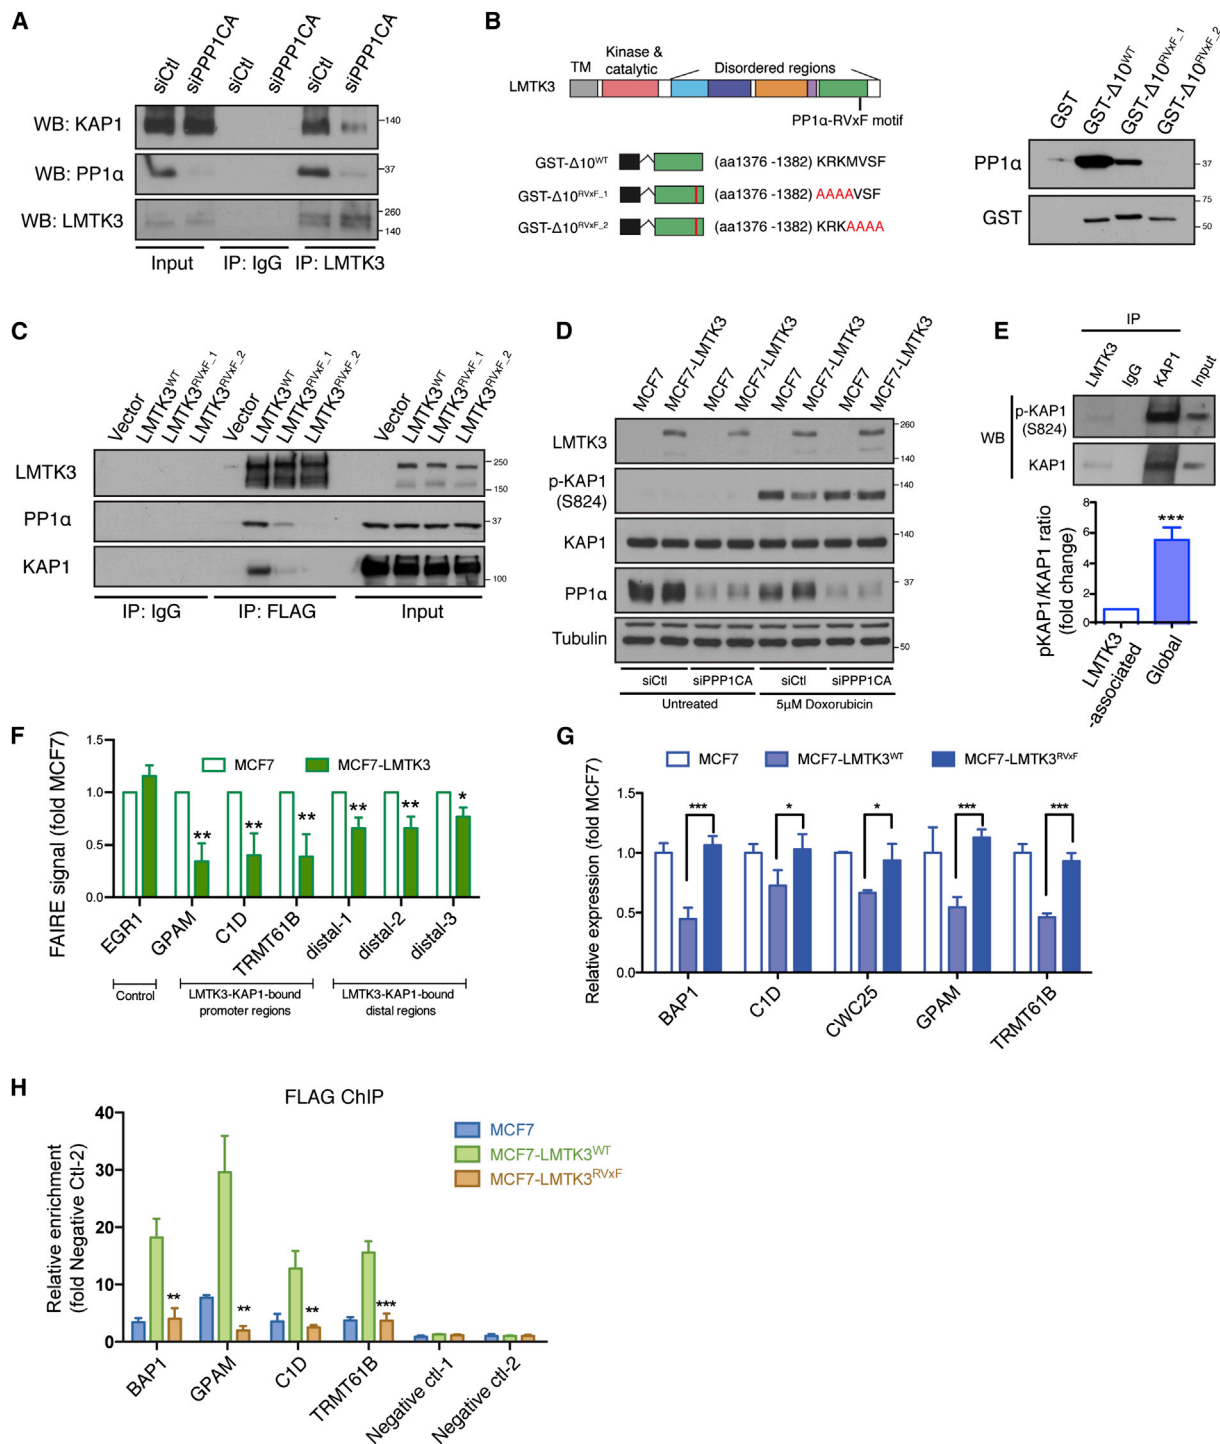 A
siCtl
siPPP1CA
siCtl
siPPP1CA
siCtl
siPPP1CA
WB: KAP1
140
WB: PP1α
37
WB: LMTK3
260
140
Input
IP: IgG
IP: LMTK3
B
TM
Kinase &
catalytic
Disordered regions
LMTK3
PP1α-RVxF motif
GST-Δ10WT
(aa1376 -1382) KRKMVSF
GST-Δ10RVxF_1
(aa1376 -1382) AAAAVSF
GST-Δ10RVxF_2
(aa1376 -1382) KRKAAAA
GST
GST-Δ10WT
GST-Δ10RVxF_1
GST-Δ10RVxF_2
PP1α
37
GST
75
50
C
Vector
LMTK3WT
LMTK3RVxF_1
LMTK3RVxF_2
Vector
LMTK3WT
LMTK3RVxF_1
LMTK3RVxF_2
Vector
LMTK3WT
LMTK3RVxF_1
LMTK3RVxF_2
LMTK3
250
150
PP1α
37
KAP1
100
IP: IgG
IP: FLAG
Input
D
MCF7
MCF7-LMTK3
MCF7
MCF7-LMTK3
MCF7
MCF7-LMTK3
MCF7
MCF7-LMTK3
LMTK3
260
140
p-KAP1
(S824)
140
KAP1
140
PP1α
37
Tubulin
50
siCtl
siPPP1CA
siCtl
siPPP1CA
Untreated
5μM Doxorubicin
E
IP
LMTK3
IgG
KAP1
Input
WB
p-KAP1
(S824)
KAP1
pKAP1/KAP1 ratio
(fold change)
8
6
4
2
0
***
LMTK3
-associated
Global
F
FAIRE signal (fold MCF7)
1.5
1.0
0.5
0.0
MCF7
MCF7-LMTK3
**
**
**
**
**
*
EGR1
GPAM
C1D
TRMT61B
distal-1
distal-2
distal-3
Control
LMTK3-KAP1-bound
promoter regions
LMTK3-KAP1-bound
distal regions
G
Relative expression (fold MCF7)
MCF7
MCF7-LMTK3WT
MCF7-LMTK3RVxF
1.5
1.0
0.5
0.0
***
*
*
***
***
BAP1
C1D
CWC25
GPAM
TRMT61B
H
FLAG ChIP
Relative enrichment
(fold Negative Ctl-2)
40
30
20
10
0
MCF7
MCF7-LMTK3WT
MCF7-LMTK3RVxF
**
**
**
***
BAP1
GPAM
C1D
TRMT61B
Negative ctl-1
Negative ctl-2